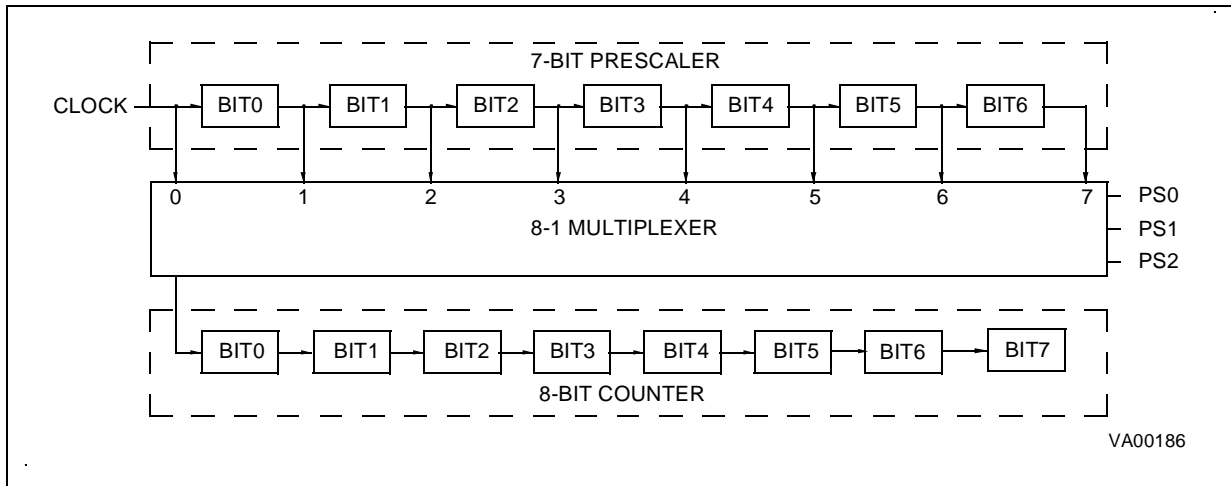 7-BIT PRESCALER
CLOCK BIT0 BIT1 BIT2 BIT3 BIT4 BIT5 BIT6
0 1 2 3 4 5 6 7 PS0
8-1 MULTIPLEXER PS1
PS2
BIT0 BIT1 BIT2 BIT3 BIT4 BIT5 BIT6 BIT7
8-BIT COUNTER
VA00186